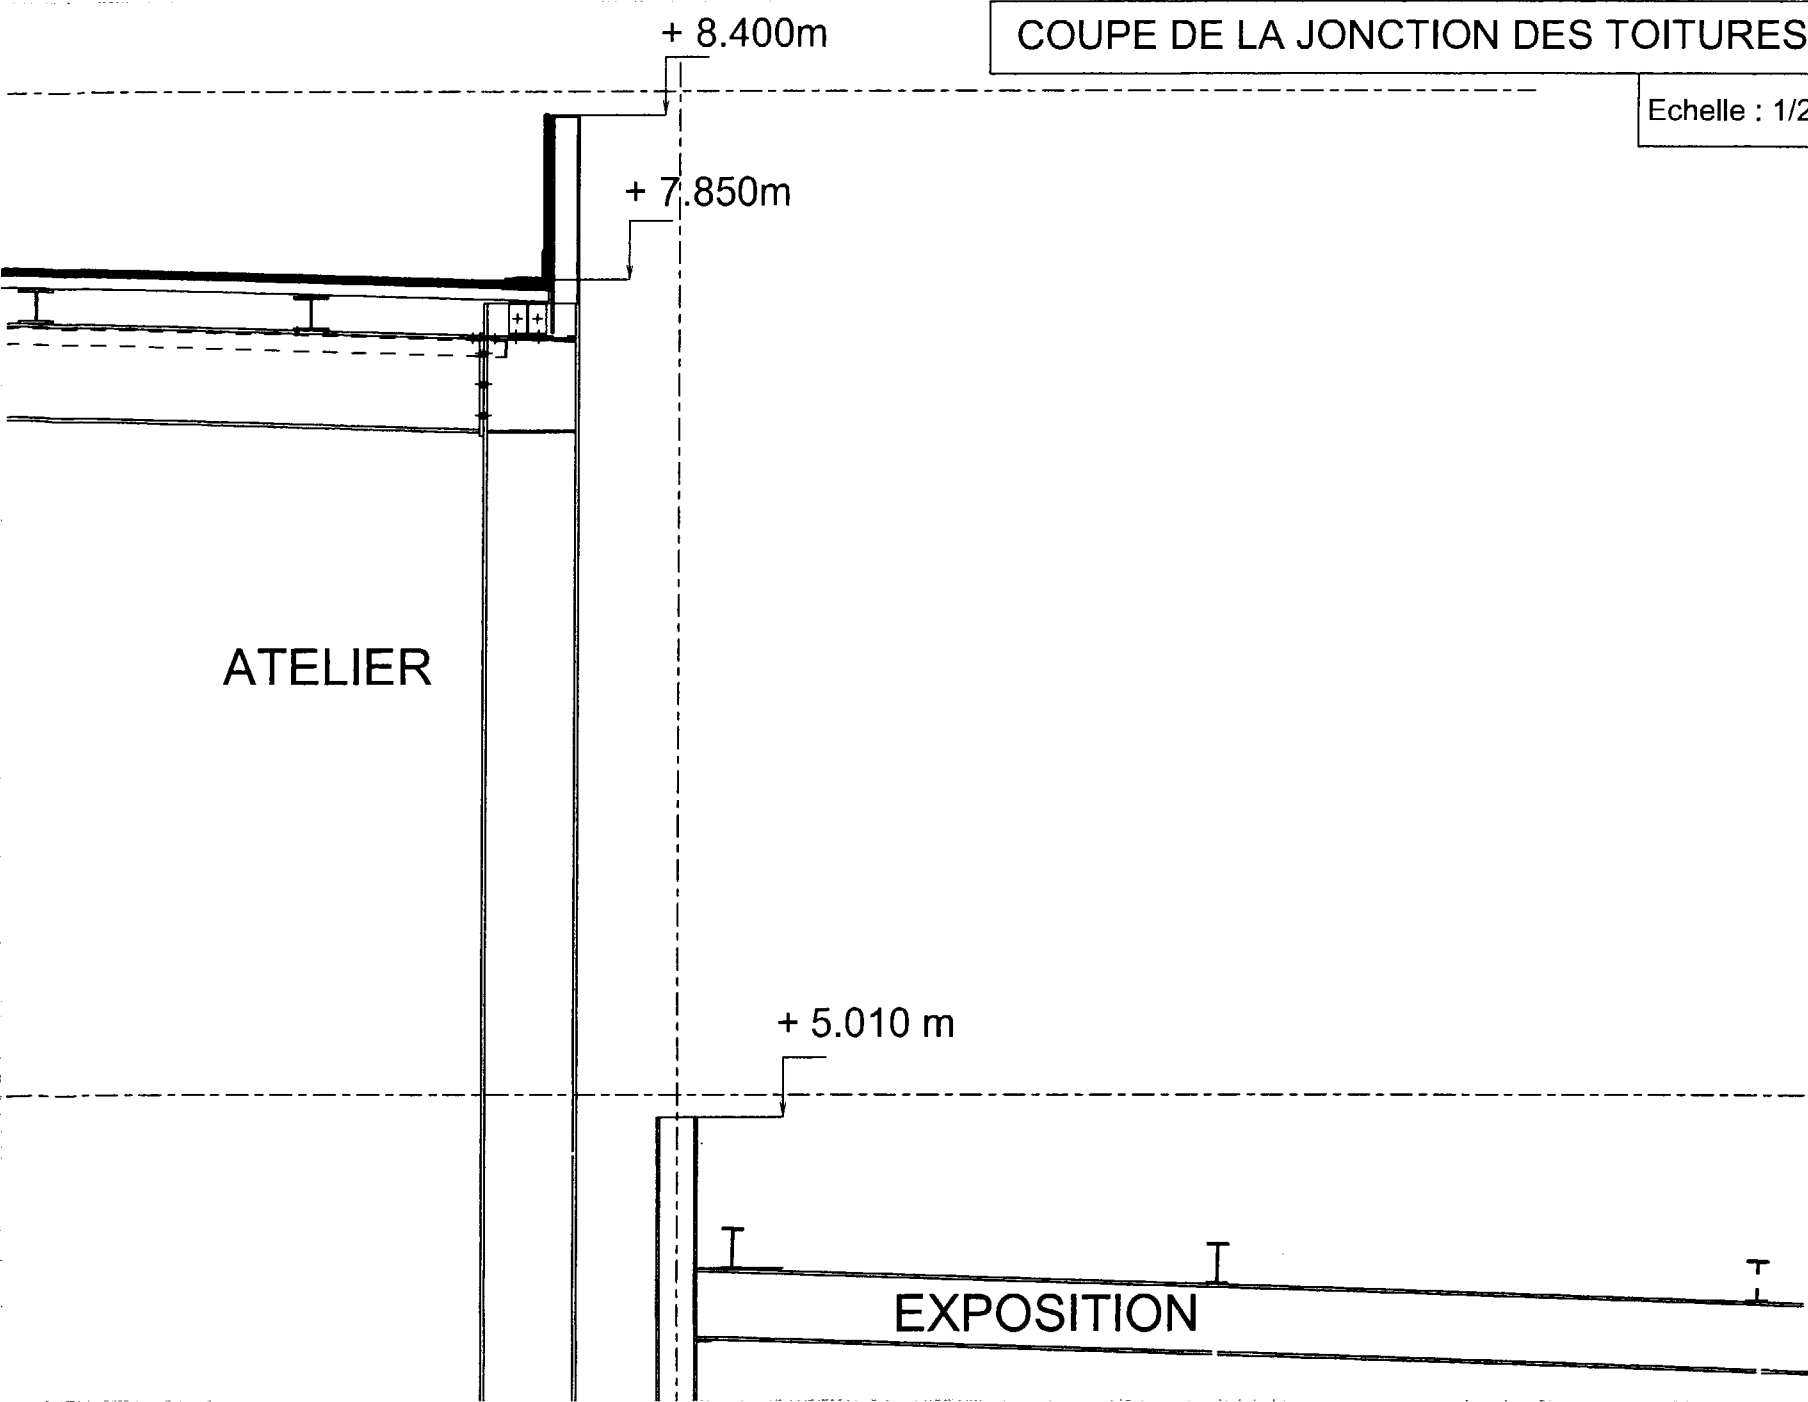 + 8.400m
COUPE DE LA JONCTION DES TOITURES
Echelle : 1/2
+ 7.850m
ATELIER
+ 5.010 m
EXPOSITION